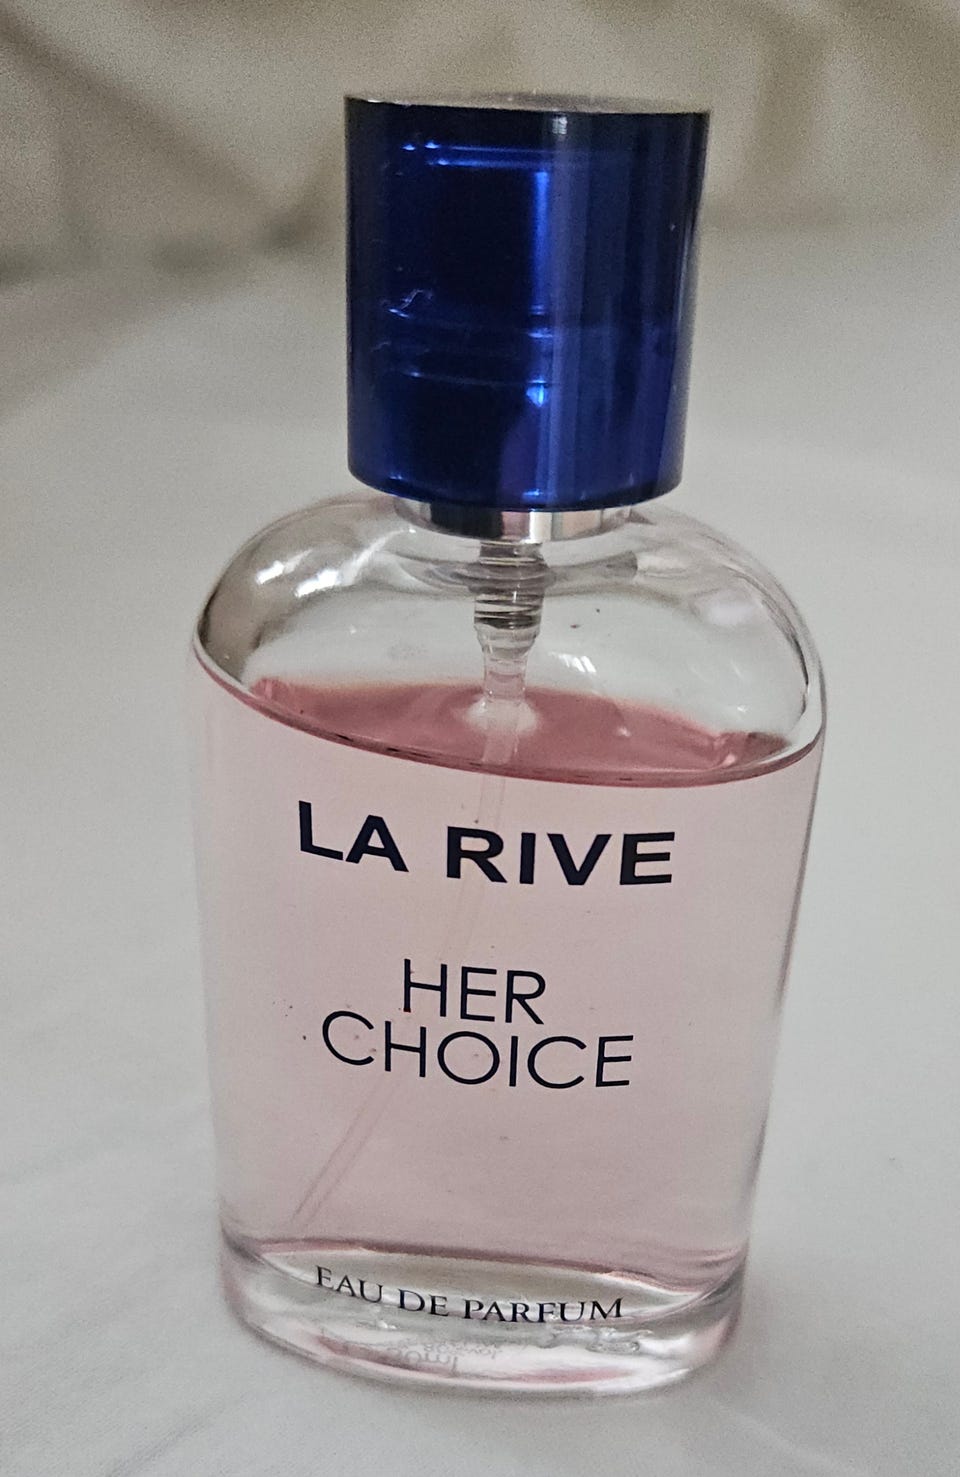 LA RIVE
HER
CHOICE
EAU DE PARFUM